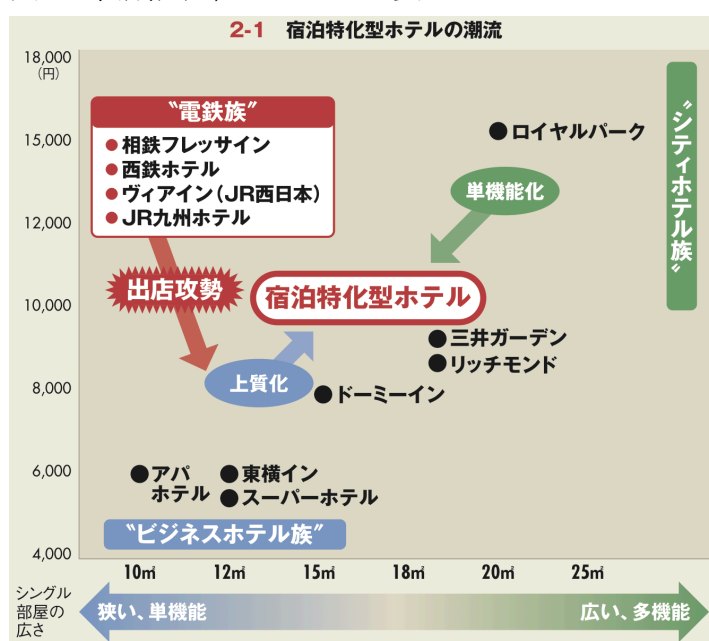 2-1 宿泊特化型ホテルの潮流
18,000
(円)
15,000
12,000
10,000
8,000
6,000
4,000
〝電鉄族〟
●相鉄フレッサイン
●西鉄ホテル
●ヴィアイン(JR西日本)
●JR九州ホテル
出店攻勢
●ロイヤルパーク
単機能化
〝シティホテル族〟
宿泊特化型ホテル
●三井ガーデン
●リッチモンド
上質化
●ドーミーイン
●アパ
ホテル
●東横イン
●スーパーホテル
〝ビジネスホテル族〟
10㎡ 12㎡ 15㎡ 18㎡ 20㎡ 25㎡
シングル
部屋の
広さ
狭い、単機能 広い、多機能